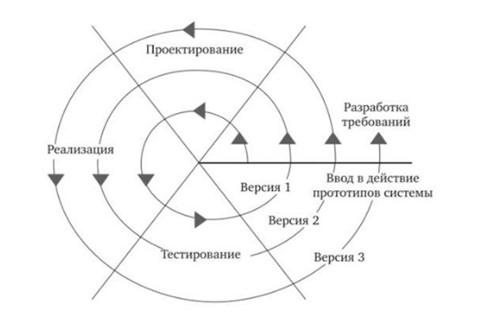 Проектирование
Разработка
требований
Реализация
Ввод в действие
прототипов системы
Версия 1
Версия 2
Тестирование
Версия 3